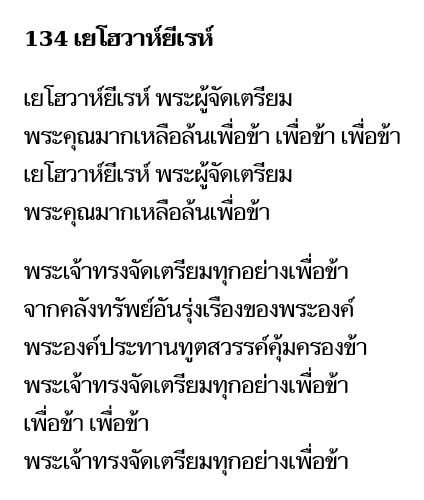 134 เยโฮวาห์ยีเรห์
เยโฮวาห์ยีเรห์ พระผู้จัดเตรียม
พระคุณมากเหลือล้นเพื่อข้า เพื่อข้า เพื่อข้า
เยโฮวาห์ยีเรห์ พระผู้จัดเตรียม
พระคุณมากเหลือล้นเพื่อข้า
พระเจ้าทรงจัดเตรียมทุกอย่างเพื่อข้า
จากคลังทรัพย์อันรุ่งเรืองของพระองค์
พระองค์ประทานทูตสวรรค์คุ้มครองข้า
พระเจ้าทรงจัดเตรียมทุกอย่างเพื่อข้า
เพื่อข้า เพื่อข้า
พระเจ้าทรงจัดเตรียมทุกอย่างเพื่อข้า